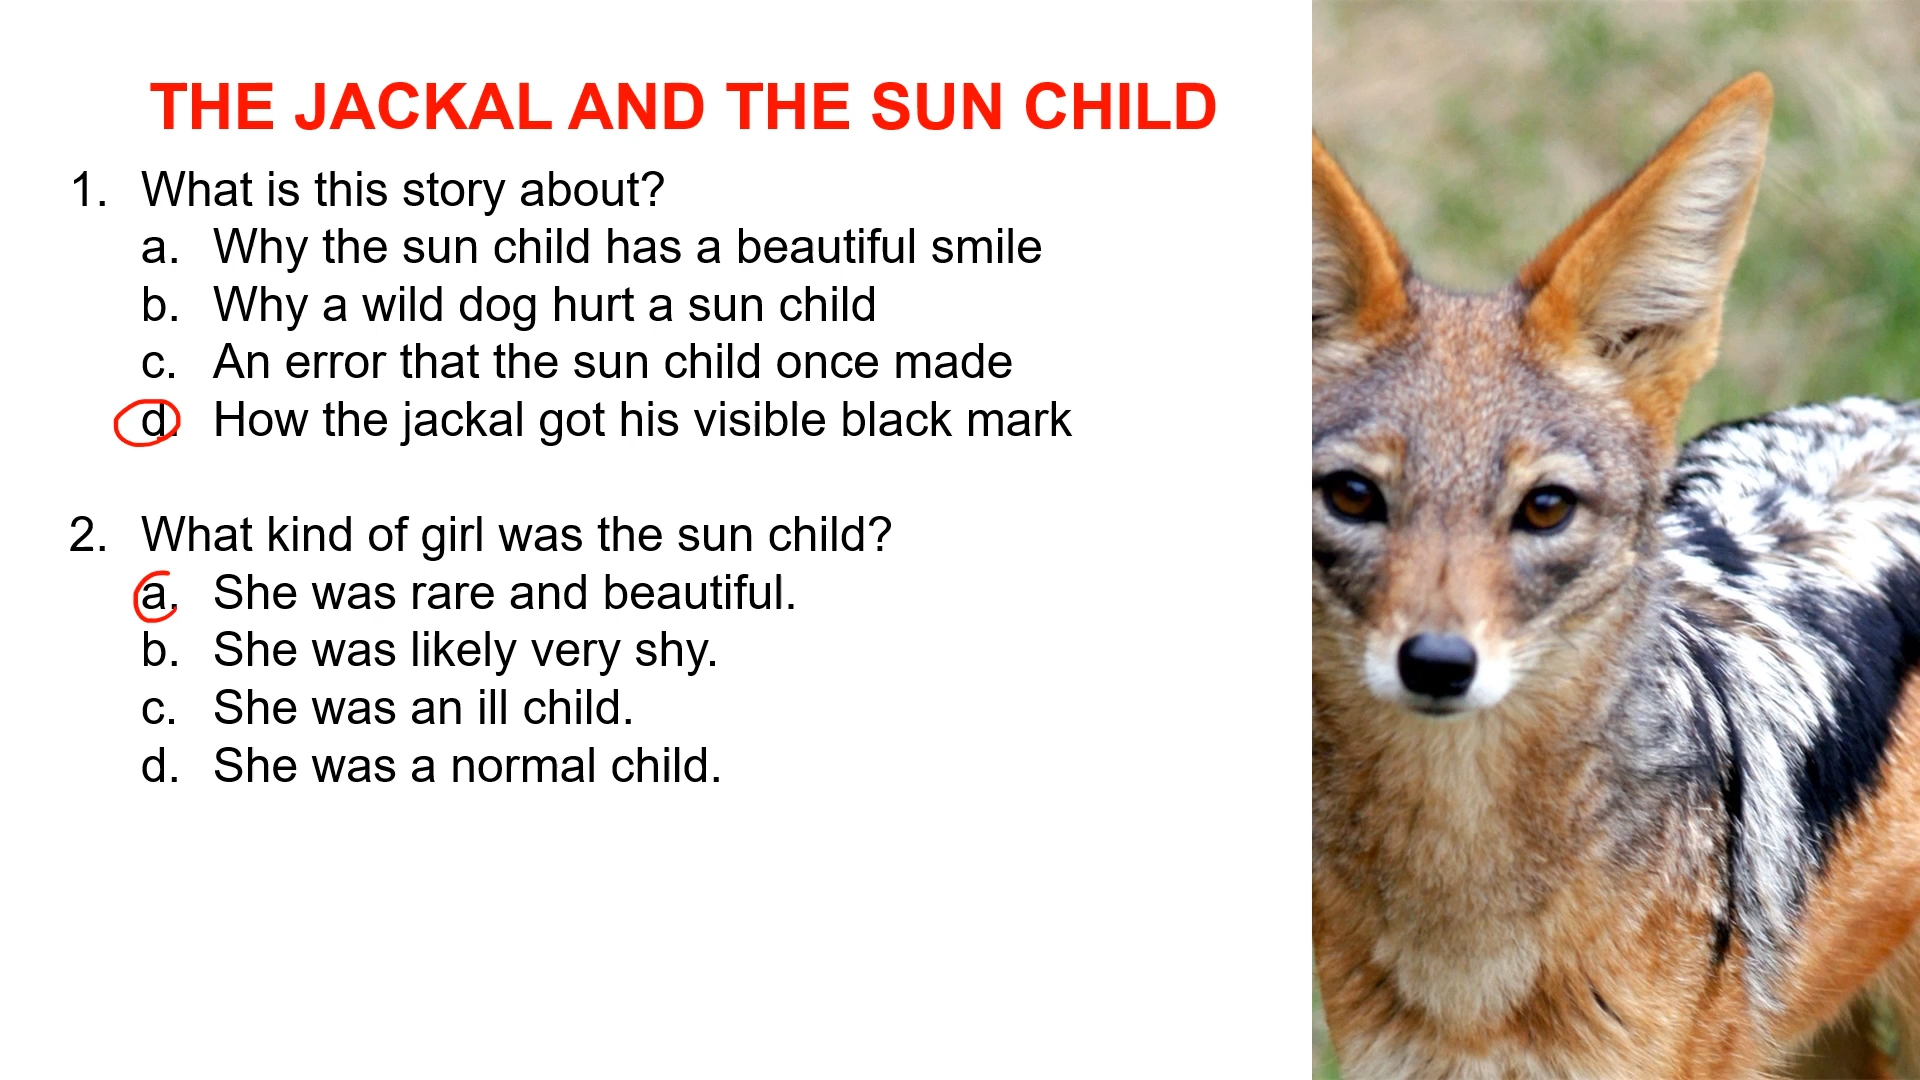 THE JACKAL AND THE SUN CHILD
1. What is this story about?
a. Why the sun child has a beautiful smile
b. Why a wild dog hurt a sun child
c. An error that the sun child once made
d. How the jackal got his visible black mark
2. What kind of girl was the sun child?
a. She was rare and beautiful.
b. She was likely very shy.
c. She was an ill child.
d. She was a normal child.